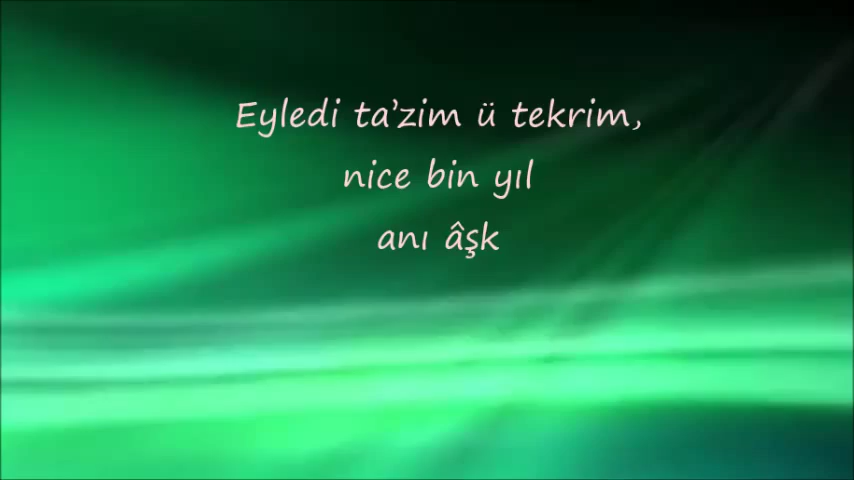 Eyledi ta’zim ü tekrim,
nice bin yıl
anı âşk